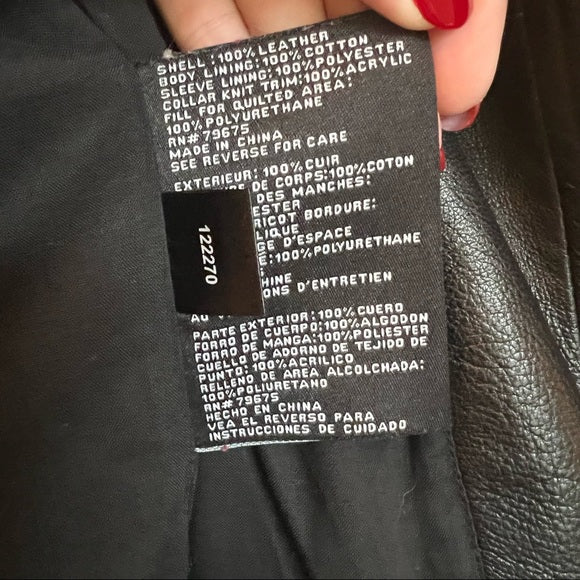 SHELL:100%LEATHER
BODY LINING:100%COTTON
SLEEVE LINING:100%POLYESTER
COLLAR KNIT TRIM:100%ACRYLIC
FILL FOR QUILTED AREA:
100%POLYURETHANE
RN#79675
MADE IN CHINA
SEE REVERSE FOR CARE
EXTERIEUR:100%CUIR
DE CORPS:100%COTON
DES MANCHES:
ESTER
RICOT BORDURE:
LIQUE
E D'ESPACE
E:100%POLYURETHANE
HINE
ONS D'ENTRETIEN
AU
122270
PARTE EXTERIOR:100%CUERO
FORRO DE CUERPO:100%ALGODON
FORRO DE MANGA:100%POLIESTER
CUELLO DE ADORNO DE TEJIDO DE
PUNTO:100%ACRILICO
RELLENO DE AREA ALCOLCHADA:
100%POLIURETANO
RN#79675
HECHO EN CHINA
VEA EL REVERSO PARA
INSTRUCCIONES DE CUIDADO